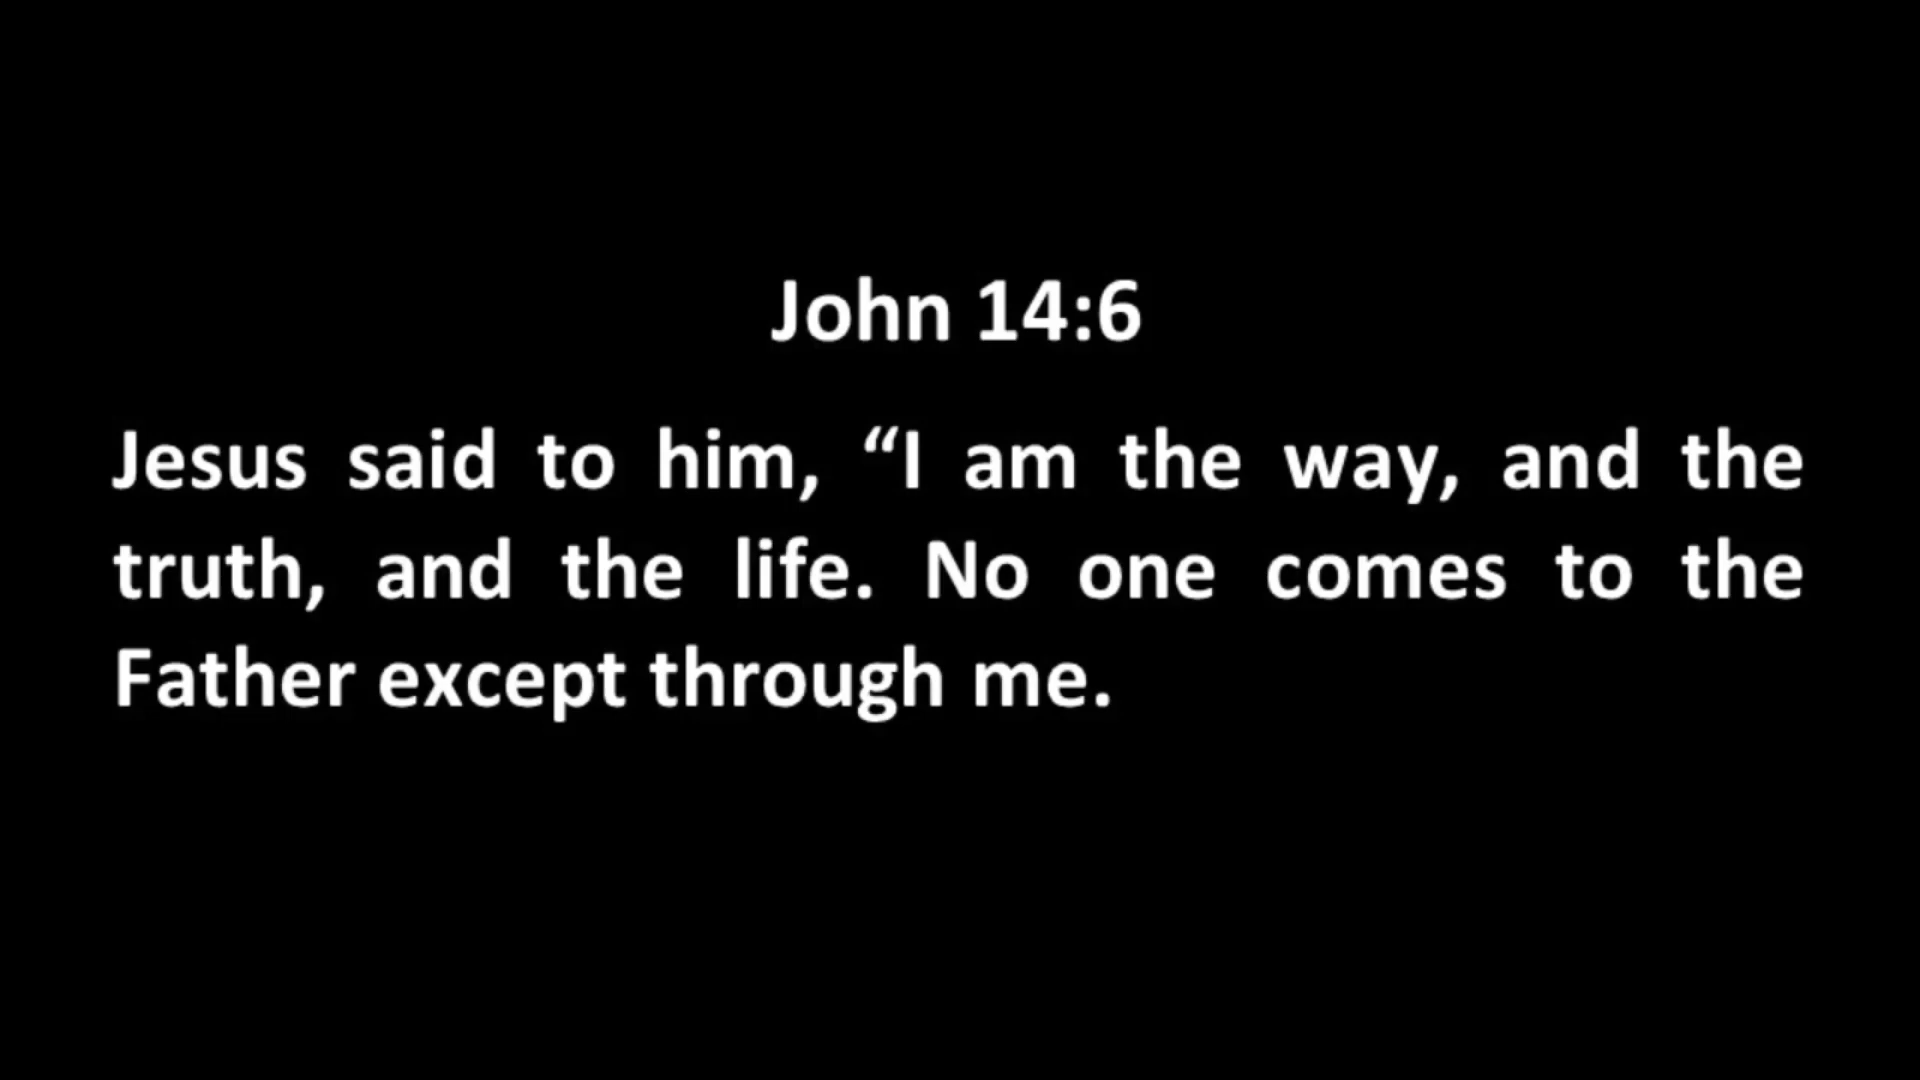 John 14:6
Jesus said to him, “I am the way, and the
truth, and the life. No one comes to the
Father except through me.